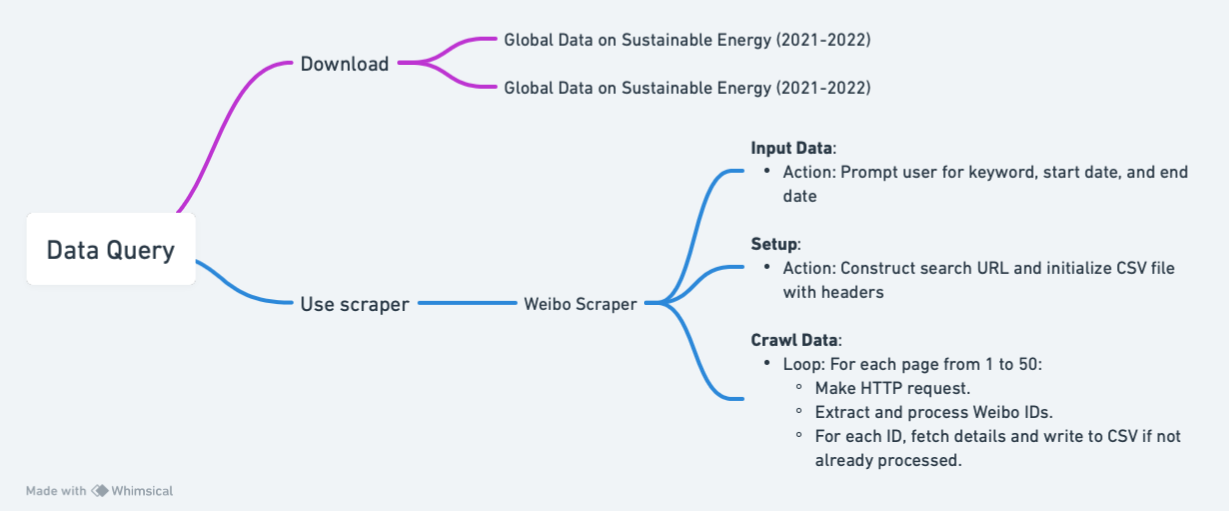 Global Data on Sustainable Energy (2021-2022)
Download
Global Data on Sustainable Energy (2021-2022)
Input Data:
• Action: Prompt user for keyword, start date, and end
date
Data Query
Setup:
• Action: Construct search URL and initialize CSV file
with headers
Use scraper
Weibo Scraper
Crawl Data:
• Loop: For each page from 1 to 50:
◦ Make HTTP request.
◦ Extract and process Weibo IDs.
◦ For each ID, fetch details and write to CSV if not
already processed.
Made with Whimsical